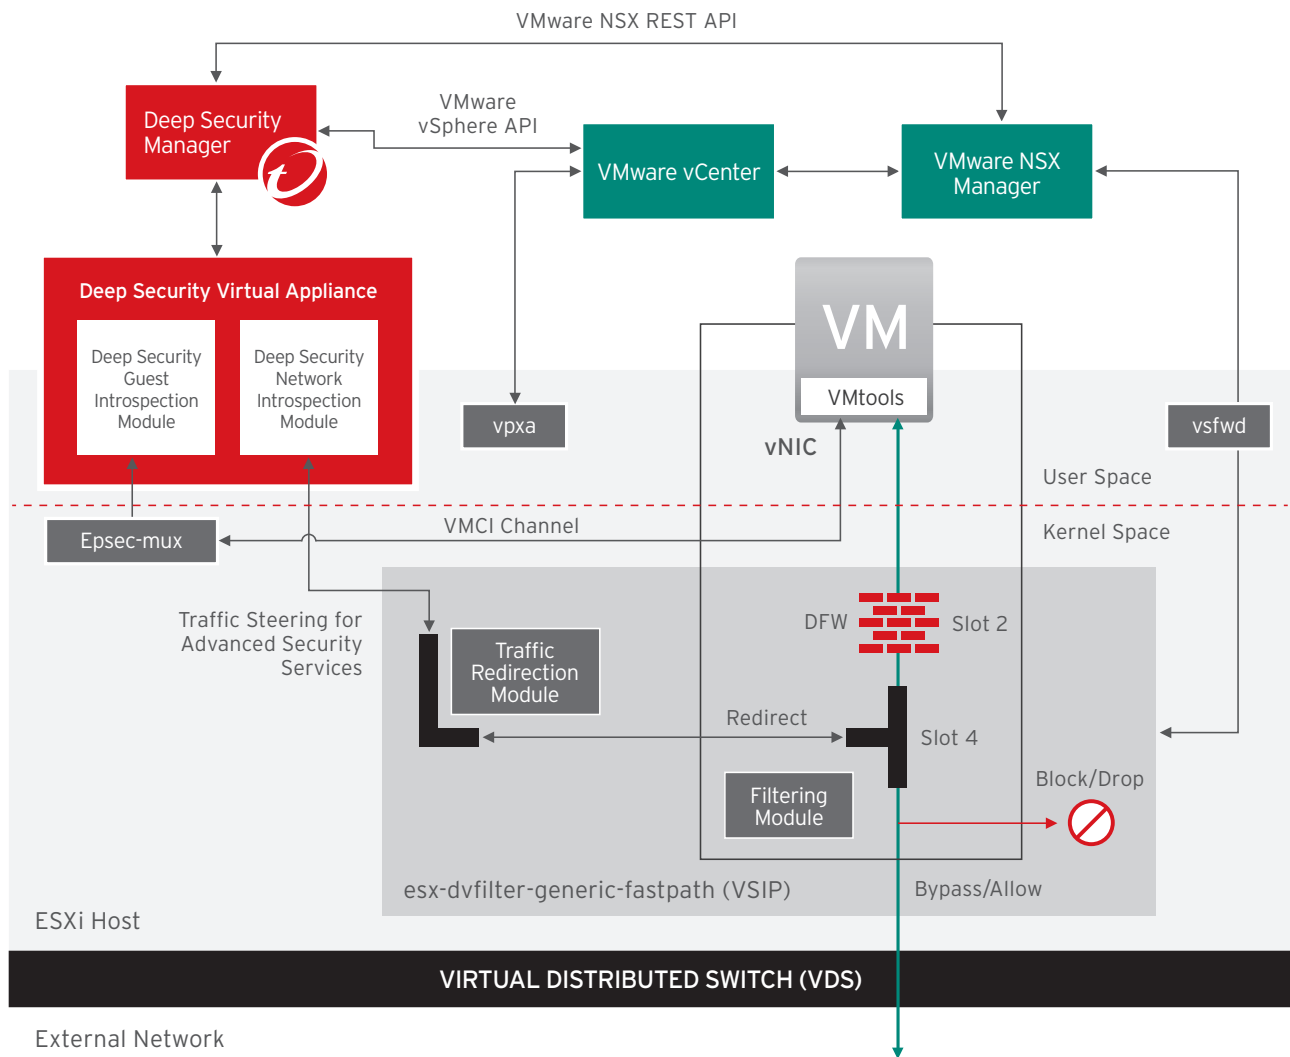 VMware NSX REST API
Deep Security
Manager
VMware
vSphere API
VMware vCenter
VMware NSX
Manager
Deep Security Virtual Appliance
Deep Security
Guest
Introspection
Module
Deep Security
Network
Introspection
Module
VM
VMtools
vpxa
vNIC
vsfwd
User Space
Epsec-mux
VMCI Channel
Kernel Space
Traffic Steering for
Advanced Security
Services
Traffic
Redirection
Module
DFW
Slot 2
Redirect
Slot 4
Filtering
Module
Block/Drop
esx-dvfilter-generic-fastpath (VSIP)
Bypass/Allow
ESXi Host
VIRTUAL DISTRIBUTED SWITCH (VDS)
External Network